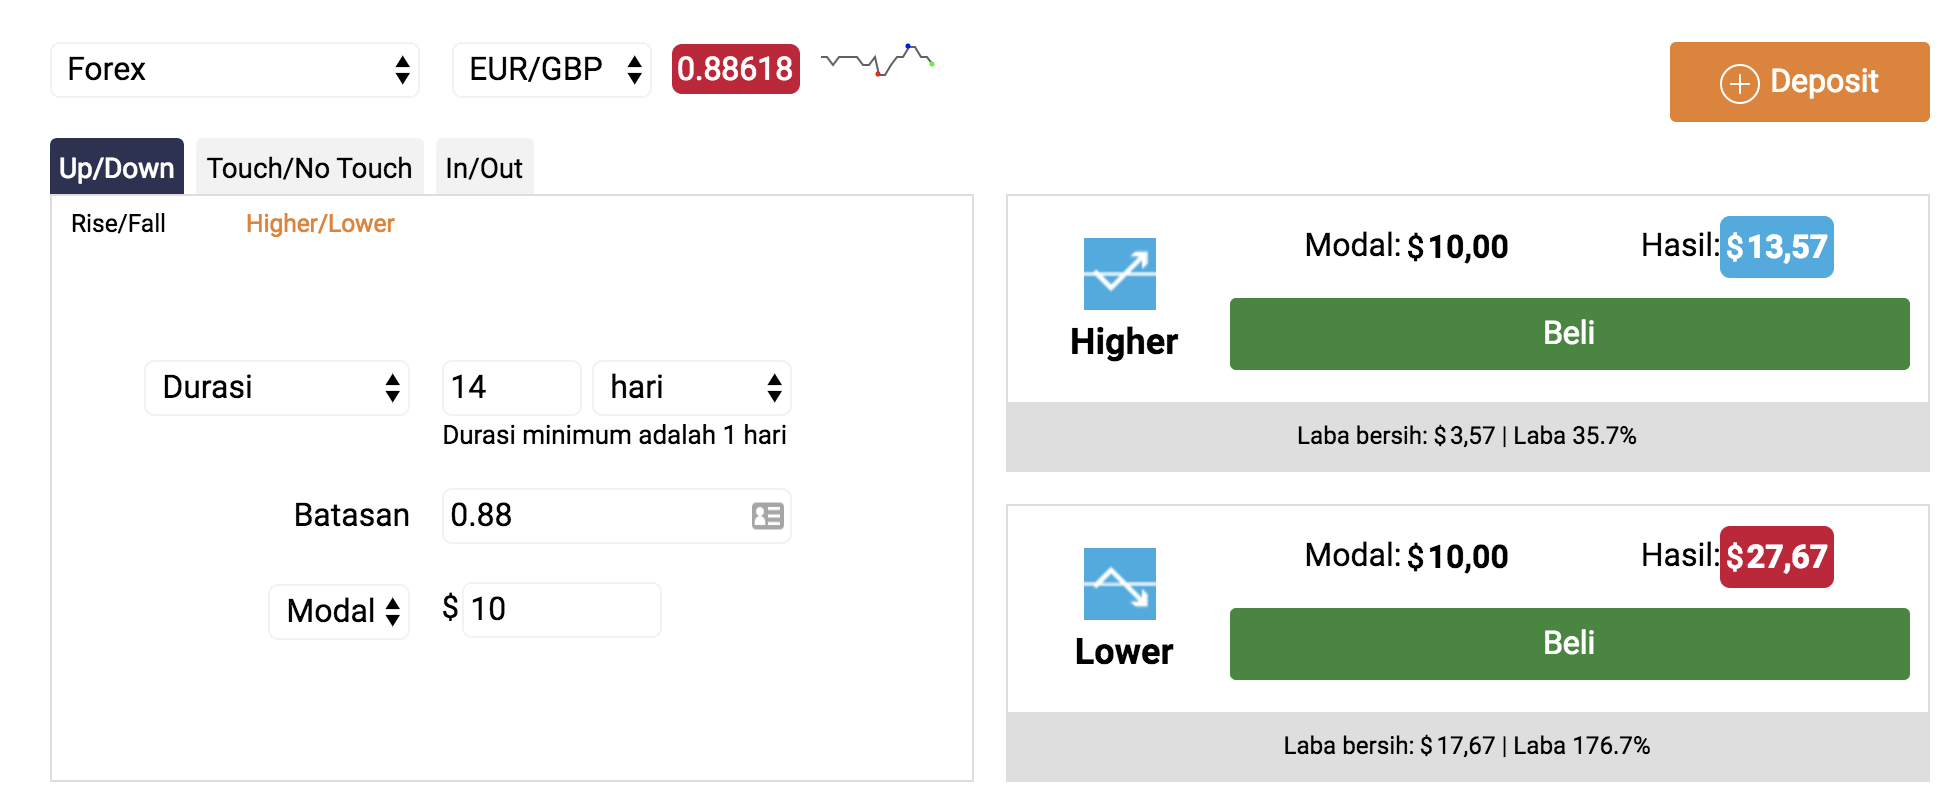 Forex
EUR/GBP
0.88618
Deposit
Up/Down
Touch/No Touch
In/Out
Rise/Fall
Higher/Lower
Durasi
14
hari
Durasi minimum adalah 1 hari
Batasan
0.88
Modal
$ 10
Modal: $10,00
Hasil: $13,57
Higher
Beli
Laba bersih: $3,57 | Laba 35.7%
Modal: $10,00
Hasil: $27,67
Lower
Beli
Laba bersih: $17,67 | Laba 176.7%